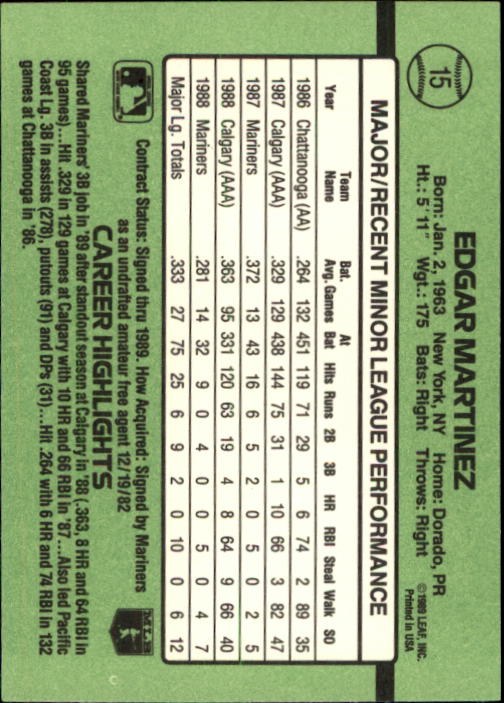 15
EDGAR MARTINEZ
Born: Jan. 2, 1963 New York, NY Home: Dorado, PR
Ht.: 5' 11" Wgt.: 175 Bats: Right Throws: Right
©1989 LEAF, INC.
Printed in USA
MAJOR/RECENT MINOR LEAGUE PERFORMANCE
Year Team Name Bat. Avg. Games At Bat Hits Runs 2B 3B HR RBI Steal Walk SO
1986 Chattanooga (AA) .264 132 451 119 71 29 5 6 74 2 89 35
1987 Calgary (AAA) .329 129 438 144 75 31 1 10 66 3 82 47
1987 Mariners .372 13 43 16 6 5 2 0 5 0 2 5
1988 Calgary (AAA) .363 95 331 120 63 19 4 8 64 9 66 40
1988 Mariners .281 14 32 9 0 4 0 0 5 0 4 7
Major Lg. Totals .333 27 75 25 6 9 2 0 10 0 6 12
Contract Status: Signed thru 1989. How Acquired: Signed by Mariners
as an undrafted amateur free agent 12/19/82
CAREER HIGHLIGHTS
Shared Mariners' 3B job in '89 after standout season at Calgary in '88 (.363, 8 HR and 64 RBI in
95 games)...Hit .329 in 129 games at Calgary with 10 HR and 66 RBI in '87...Also led Pacific
Coast Lg. 3B in assists (278), putouts (91) and DPs (31)...Hit .264 with 6 HR and 74 RBI in 132
games at Chattanooga in '86.